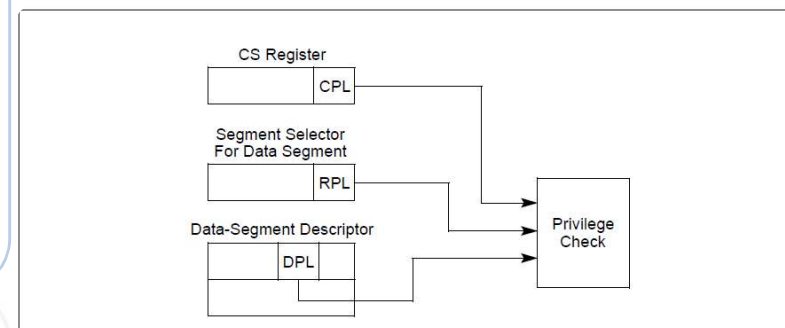 CS Register
CPL
Segment Selector
For Data Segment
RPL
Data-Segment Descriptor
DPL
Privilege
Check